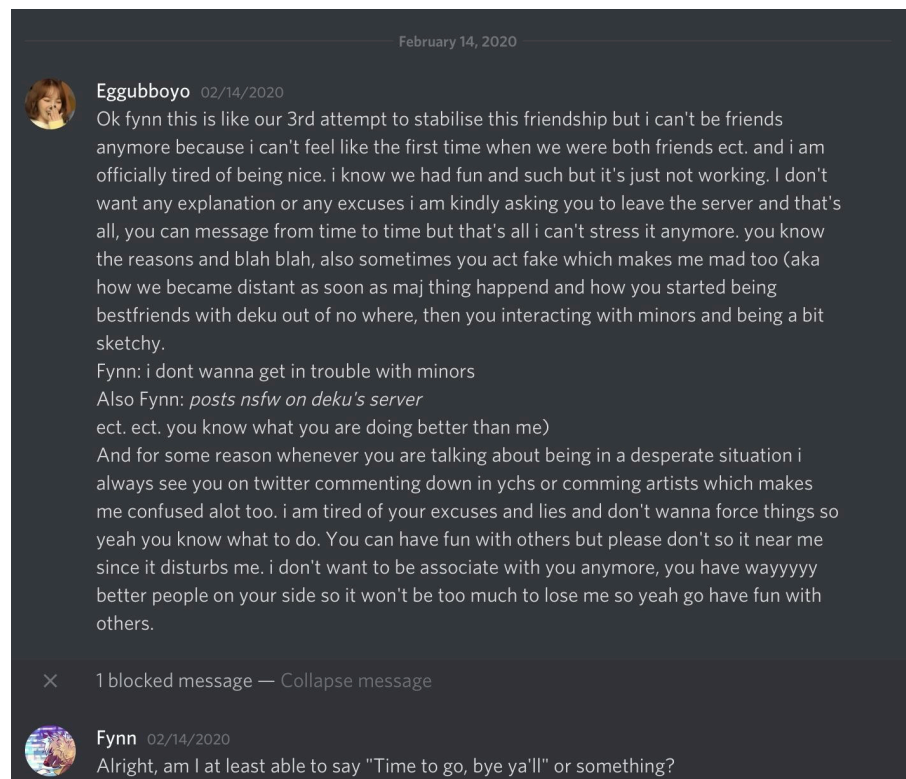 February 14, 2020
Eggubboyo 02/14/2020
Ok fynn this is like our 3rd attempt to stabilise this friendship but i can't be friends
anymore because i can't feel like the first time when we were both friends ect. and i am
officially tired of being nice. i know we had fun and such but it's just not working. I don't
want any explanation or any excuses i am kindly asking you to leave the server and that's
all, you can message from time to time but that's all i can't stress it anymore. you know
the reasons and blah blah, also sometimes you act fake which makes me mad too (aka
how we became distant as soon as maj thing happend and how you started being
bestfriends with deku out of no where, then you interacting with minors and being a bit
sketchy.
Fynn: i dont wanna get in trouble with minors
Also Fynn: posts nsfw on deku's server
ect. ect. you know what you are doing better than me)
And for some reason whenever you are talking about being in a desperate situation i
always see you on twitter commenting down in ychs or comming artists which makes
me confused alot too. i am tired of your excuses and lies and don't wanna force things so
yeah you know what to do. You can have fun with others but please don't so it near me
since it disturbs me. i don't want to be associate with you anymore, you have wayyyyy
better people on your side so it won't be too much to lose me so yeah go have fun with
others.
1 blocked message — Collapse message
Fynn 02/14/2020
Alright, am I at least able to say "Time to go, bye ya'll" or something?